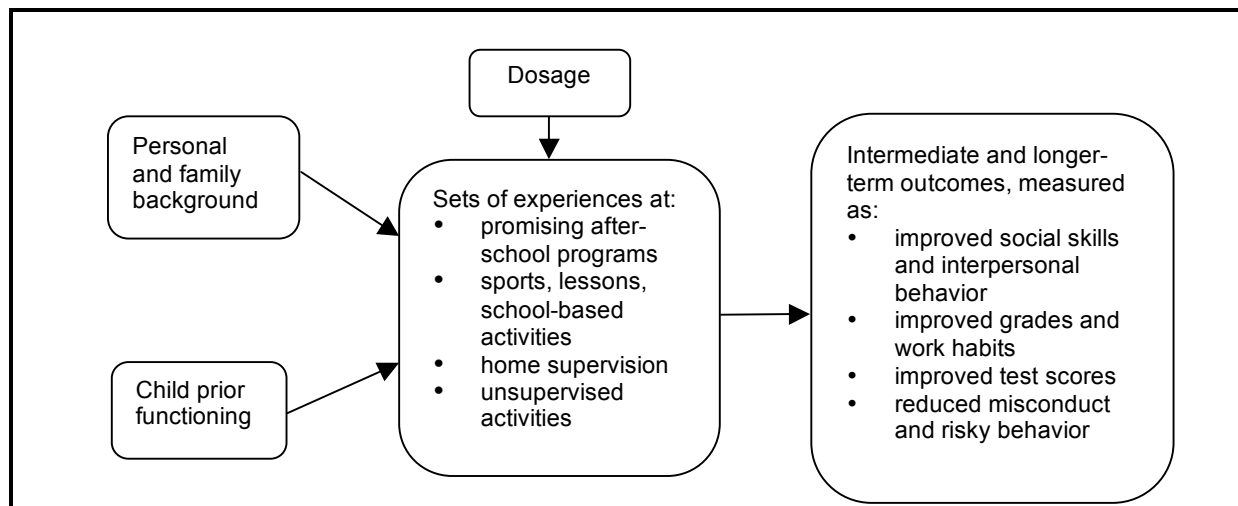 Dosage
Personal
and family
background
Child prior
functioning
Sets of experiences at:
• promising after-
school programs
• sports, lessons,
school-based
activities
• home supervision
• unsupervised
activities
Intermediate and longer-
term outcomes, measured
as:
• improved social skills
and interpersonal
behavior
• improved grades and
work habits
• improved test scores
• reduced misconduct
and risky behavior